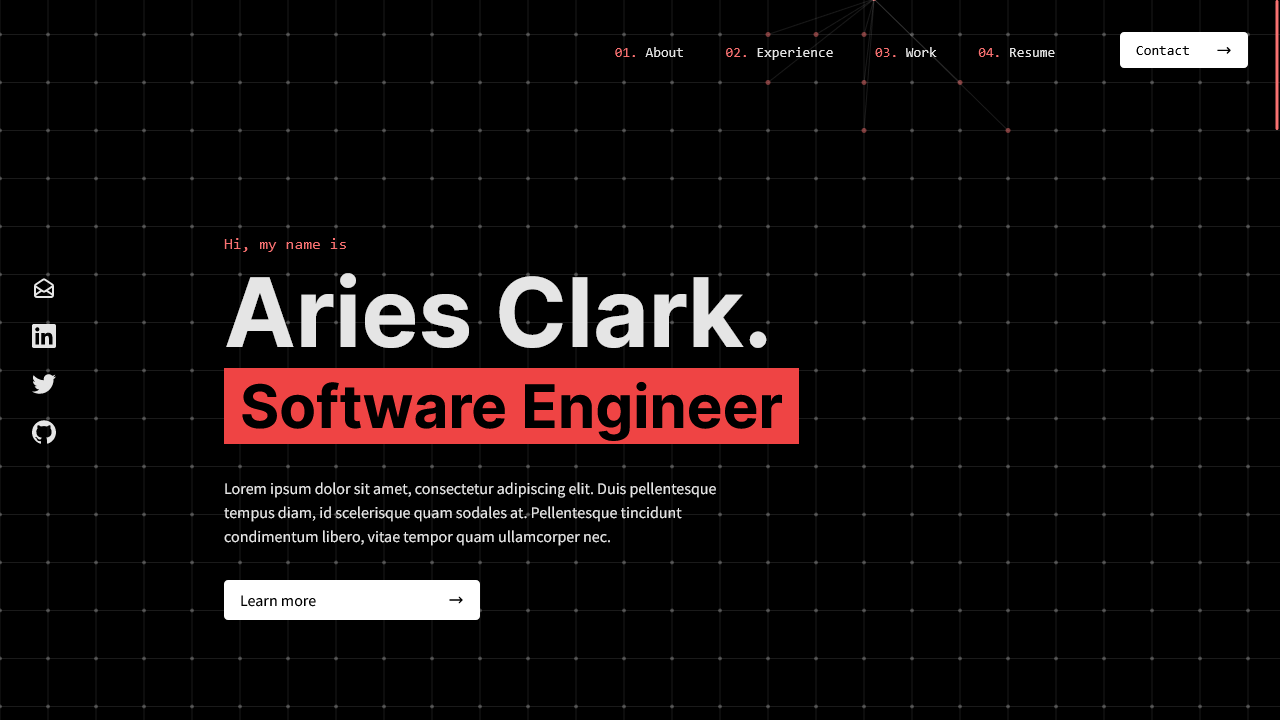 01. About 02. Experience 03. Work 04. Resume Contact
Hi, my name is
Aries Clark.
Software Engineer
Lorem ipsum dolor sit amet, consectetur adipiscing elit. Duis pellentesque
tempus diam, id scelerisque quam sodales at. Pellentesque tincidunt
condimentum libero, vitae tempor quam ullamcorper nec.
Learn more